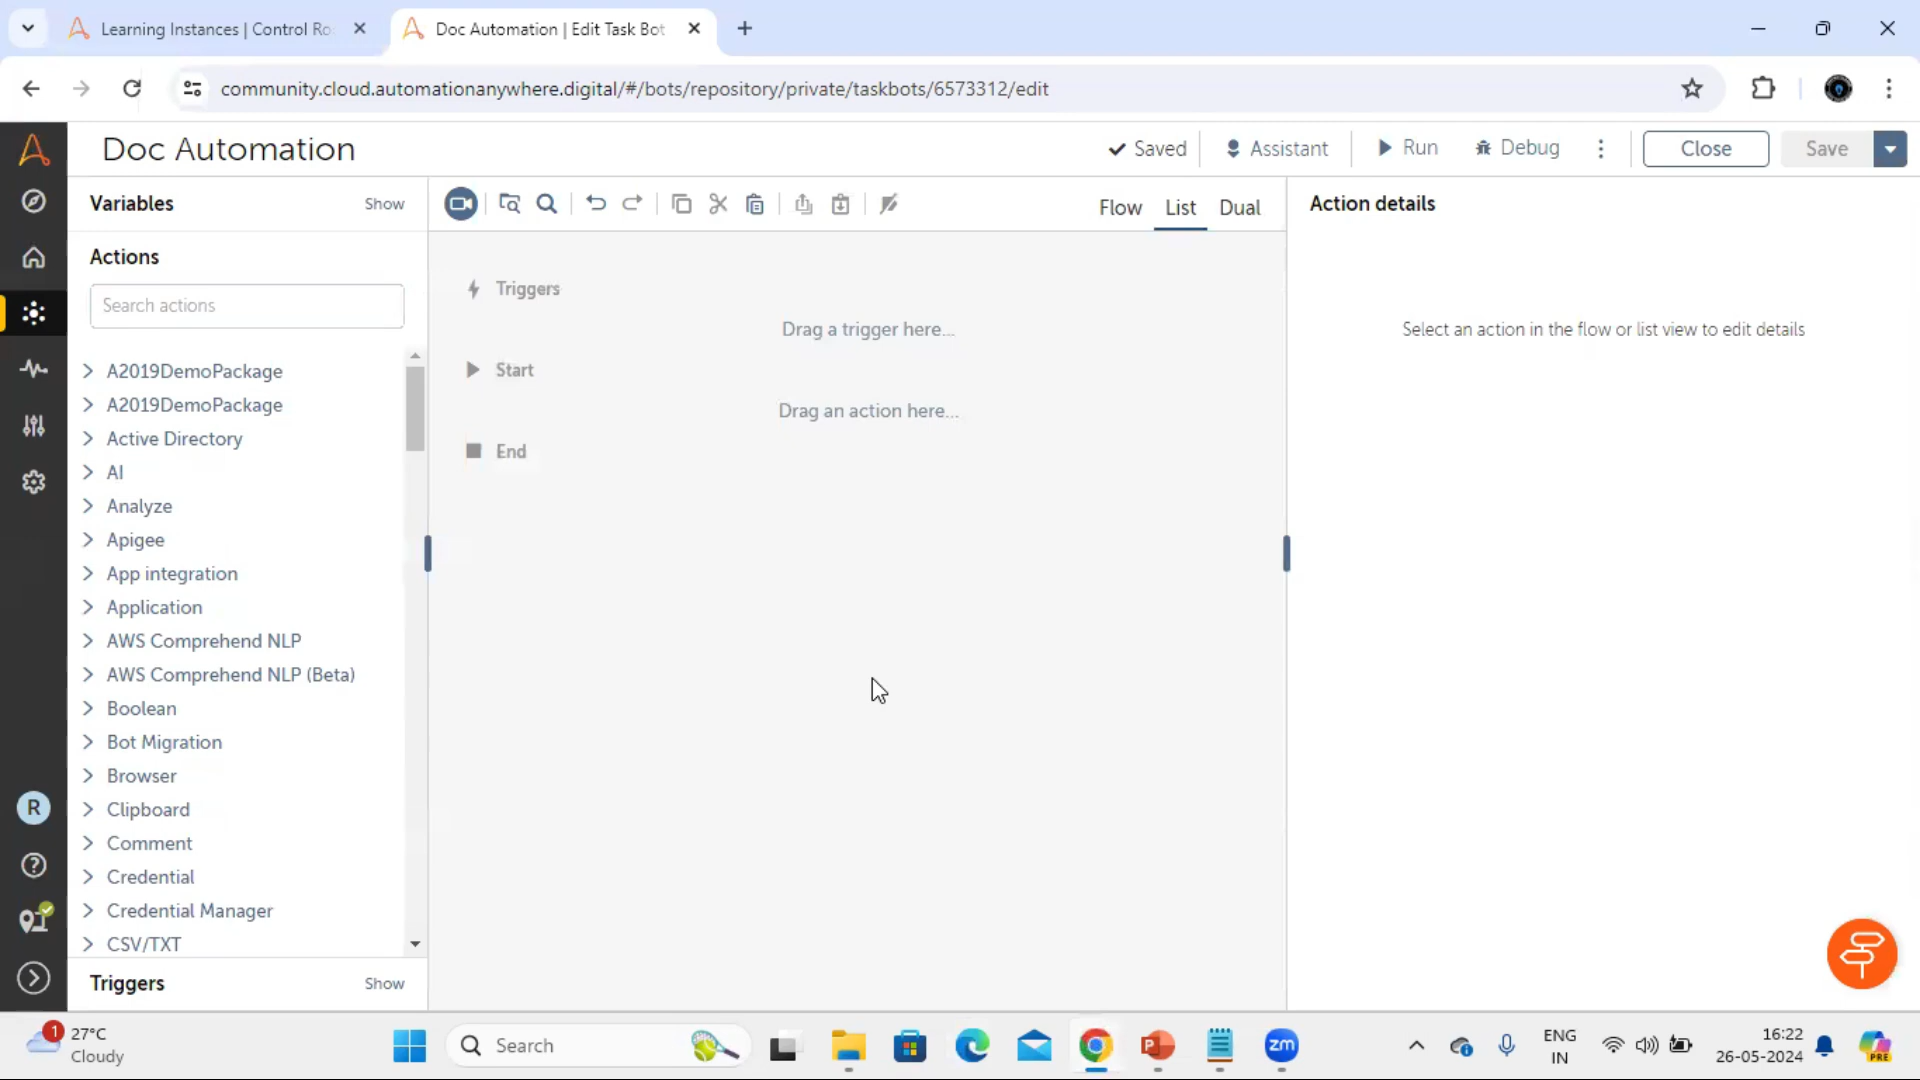 Learning Instances | Control Ro
Doc Automation | Edit Task Bot
community.cloud.automationanywhere.digital/#/bots/repository/private/taskbots/6573312/edit
Doc Automation
Saved
Assistant
Run
Debug
Close
Save
Variables
Show
Flow
List
Dual
Action details
Actions
Search actions
Triggers
Drag a trigger here...
Select an action in the flow or list view to edit details
Start
Drag an action here...
End
A2019DemoPackage
A2019DemoPackage
Active Directory
AI
Analyze
Apigee
App integration
Application
AWS Comprehend NLP
AWS Comprehend NLP (Beta)
Boolean
Bot Migration
Browser
Clipboard
Comment
Credential
Credential Manager
CSV/TXT
R
Triggers
Show
1
27°C
Cloudy
Search
zm
ENG
IN
16:22
26-05-2024
PRE